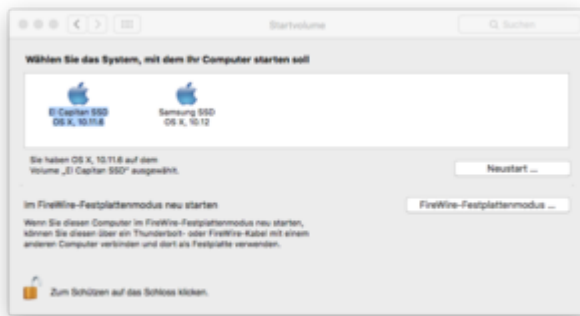 Startvolume
Suchen
Wählen Sie das System, mit dem Ihr Computer starten soll
El Capitan SSD
OS X, 10.11.6
Samsung SSD
OS X, 10.12
Sie haben OS X, 10.11.6 auf dem
Volume „El Capitan SSD“ ausgewählt.
Neustart ...
Im FireWire-Festplattenmodus neu starten
FireWire-Festplattenmodus ...
Wenn Sie diesen Computer im FireWire-Festplattenmodus neu starten,
können Sie diesen über ein Thunderbolt- oder FireWire-Kabel mit einem
anderen Computer verbinden und dort als Festplatte verwenden.
Zum Schützen auf das Schloss klicken.